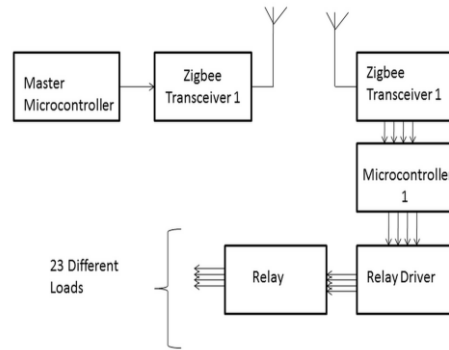 Master
Microcontroller
Zigbee
Transceiver 1
Zigbee
Transceiver 1
Microcontroller
1
23 Different
Loads
Relay
Relay Driver